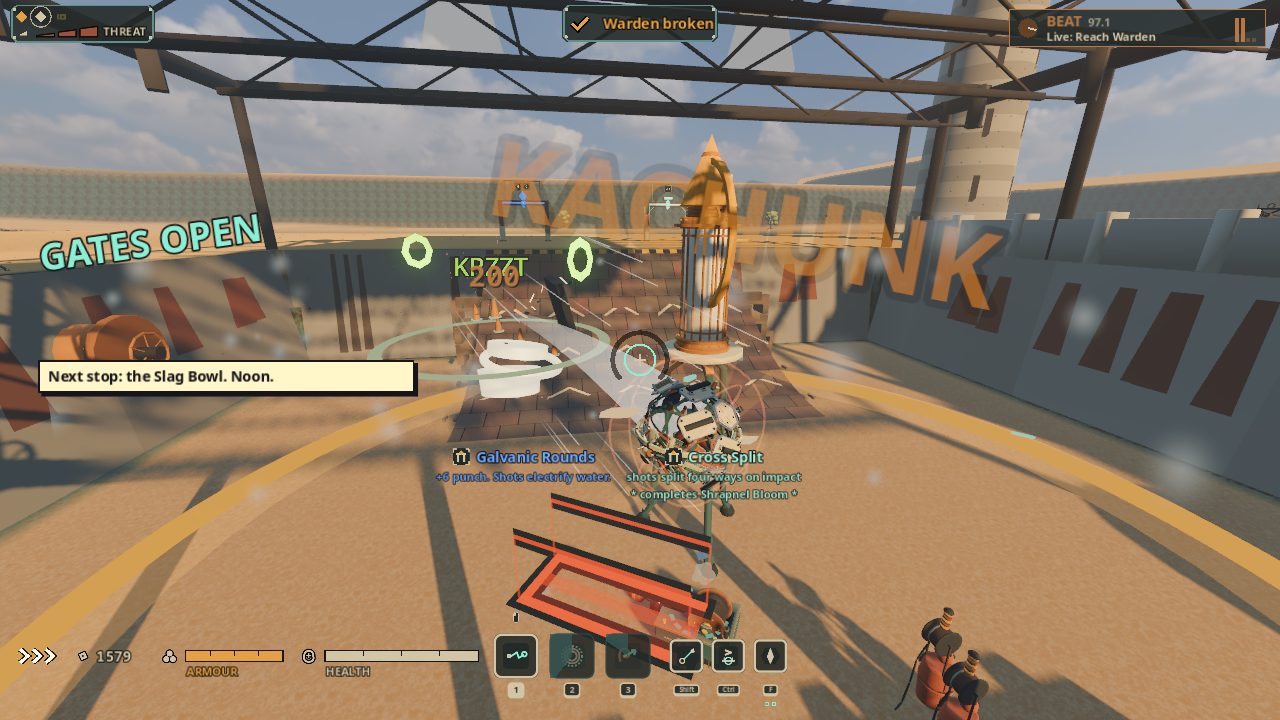 THREAT
Warden broken
BEAT 97.1
Live: Reach Warden
KACHUNK
GATES OPEN
KRZZT
200
Next stop: the Slag Bowl. Noon.
Galvanic Rounds
+6 punch. Shots electrify water.
Cross Split
shots split four ways on impact
* completes Shrapnel Bloom *
1579
ARMOUR
HEALTH
1
2
3
Shift
Ctrl
F